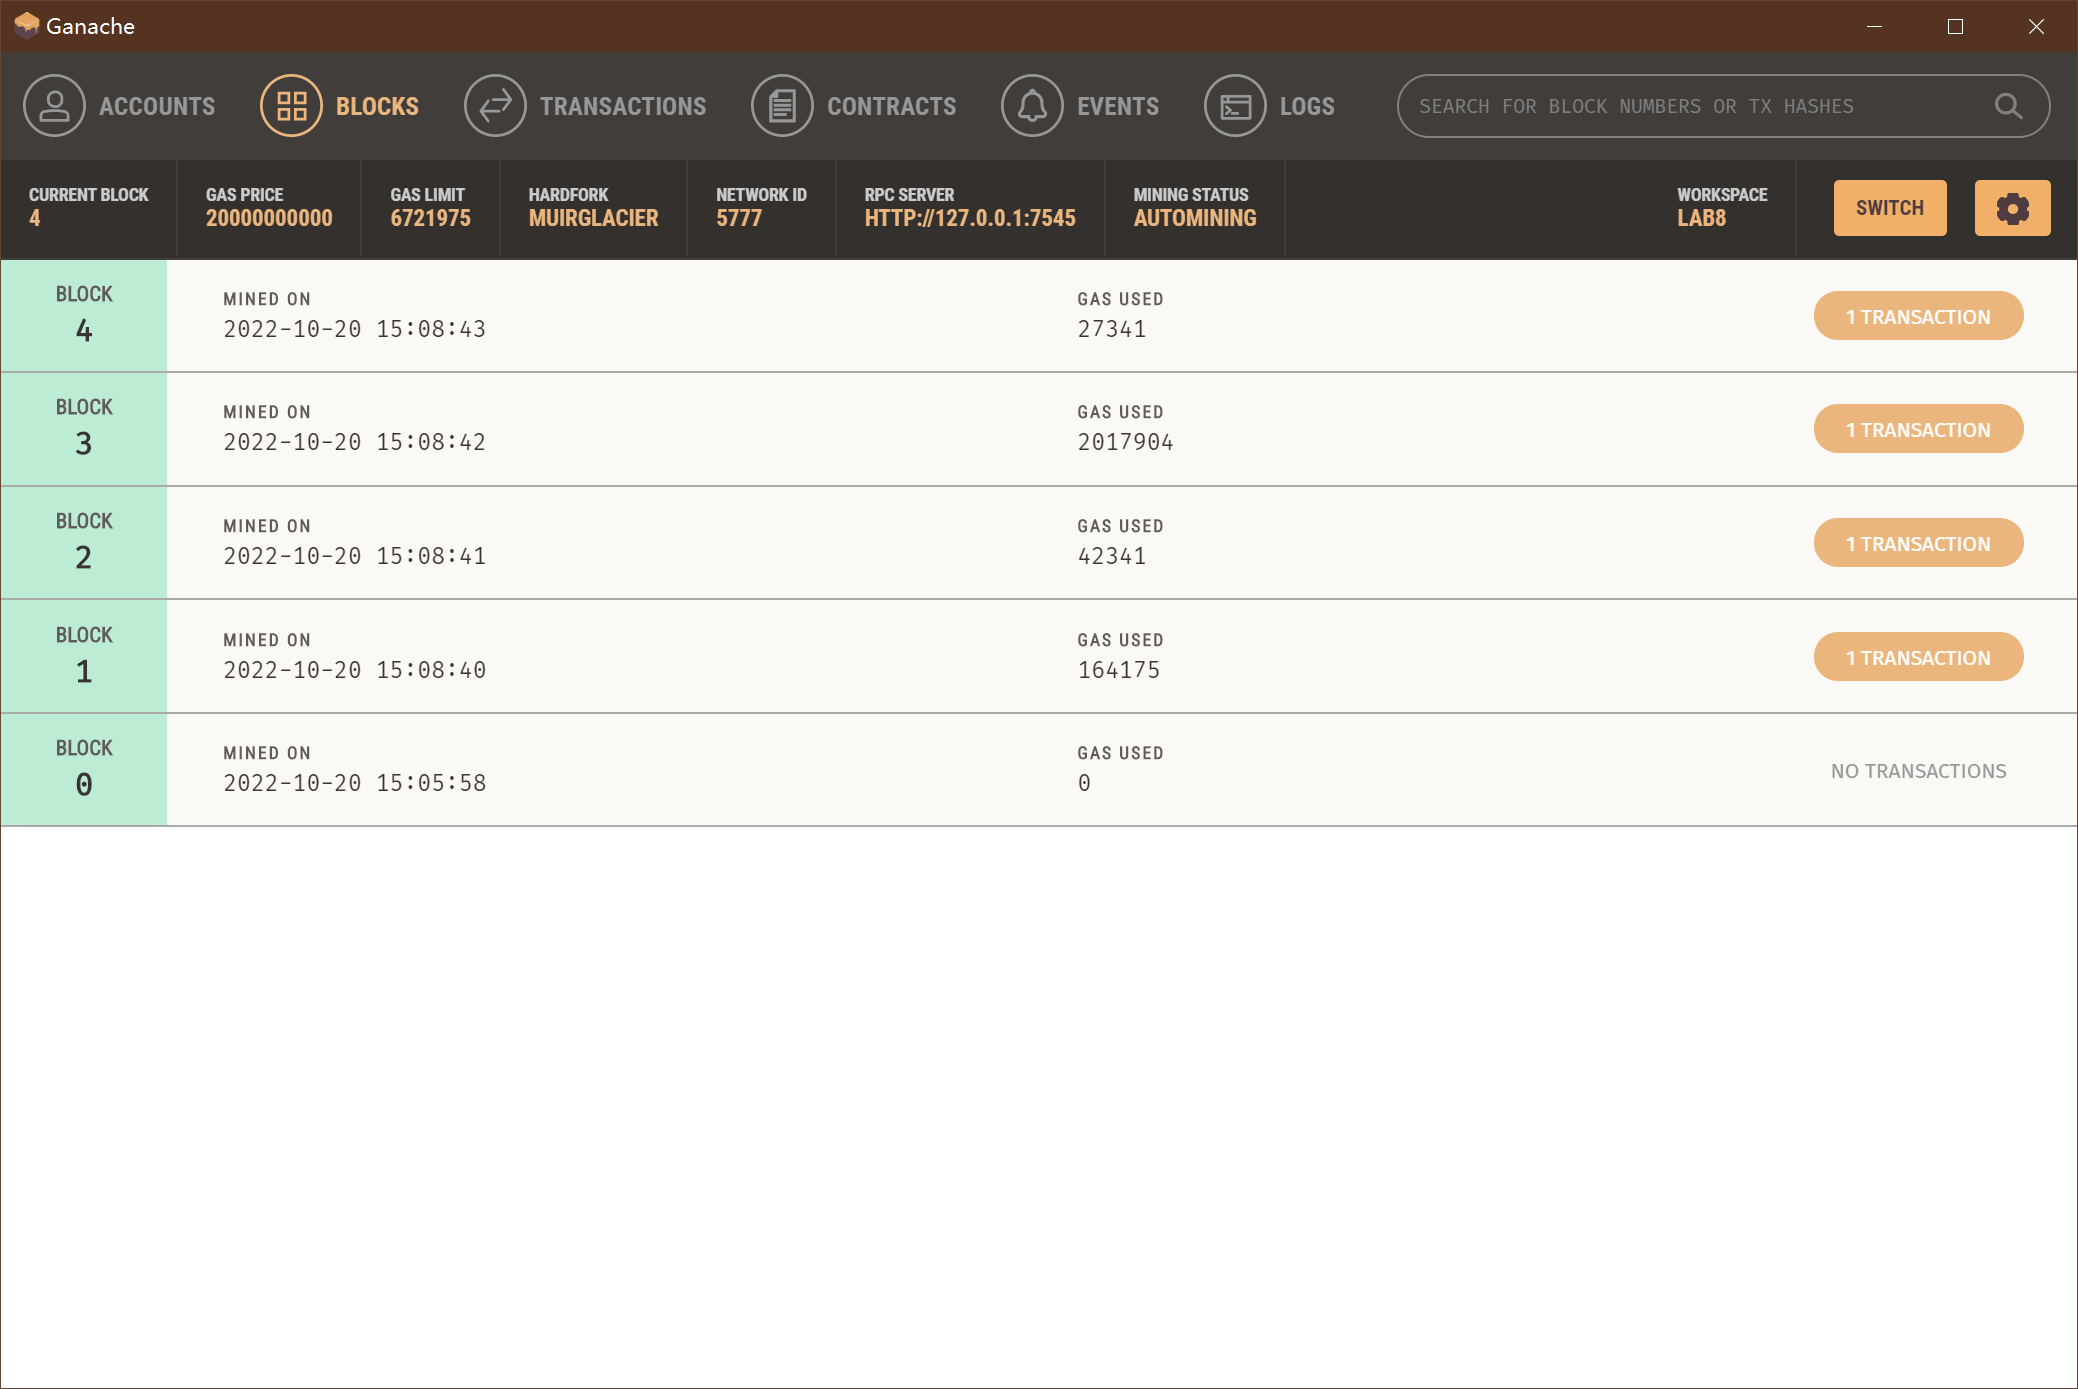 Ganache
ACCOUNTS BLOCKS TRANSACTIONS CONTRACTS EVENTS LOGS SEARCH FOR BLOCK NUMBERS OR TX HASHES
CURRENT BLOCK GAS PRICE GAS LIMIT HARDFORK NETWORK ID RPC SERVER MINING STATUS WORKSPACE
4 20000000000 6721975 MUIRGLACIER 5777 HTTP://127.0.0.1:7545 AUTOMINING LAB8 SWITCH
BLOCK MINED ON GAS USED
4 2022-10-20 15:08:43 27341 1 TRANSACTION
BLOCK MINED ON GAS USED
3 2022-10-20 15:08:42 2017904 1 TRANSACTION
BLOCK MINED ON GAS USED
2 2022-10-20 15:08:41 42341 1 TRANSACTION
BLOCK MINED ON GAS USED
1 2022-10-20 15:08:40 164175 1 TRANSACTION
BLOCK MINED ON GAS USED
0 2022-10-20 15:05:58 0 NO TRANSACTIONS